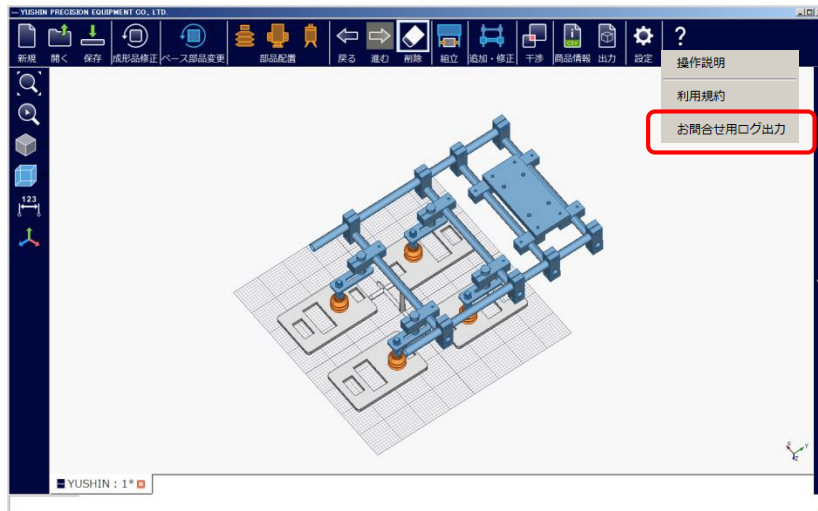 YUSHIN PRECISION EQUIPMENT CO., LTD.
新規 開く 保存 成形品修正 ベース部品変更 部品配置 戻る 進む 削除 組立 追加・修正 干渉 商品情報 出力 設定 ?
i
CSV
操作説明
利用規約
お問合せ用ログ出力
123
X Y
Z
YUSHIN : 1*